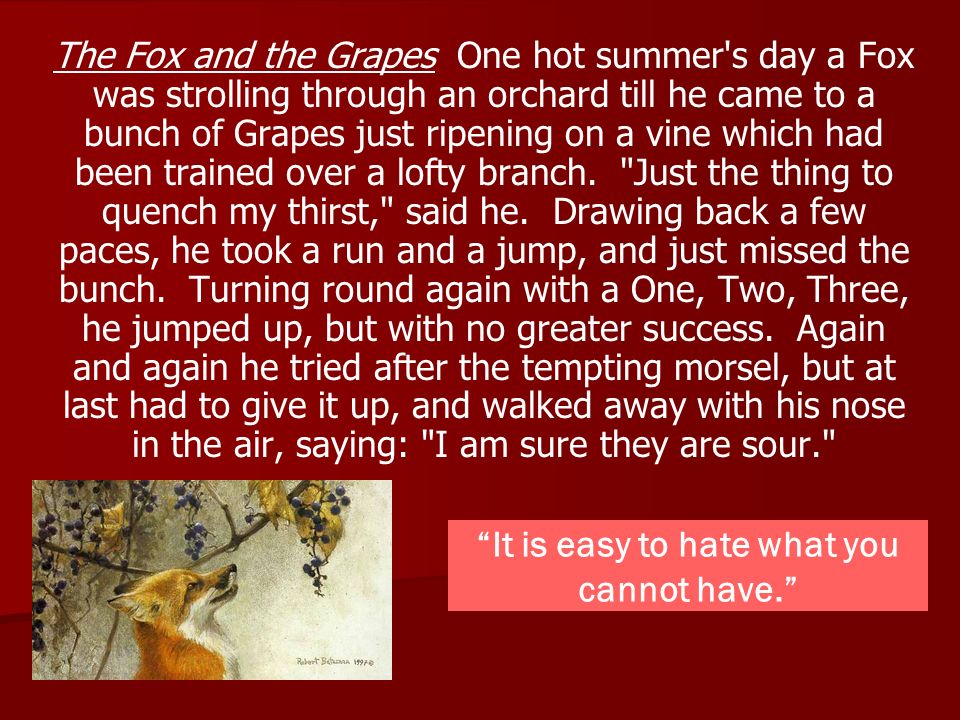 The Fox and the Grapes  One hot summer's day a Fox
was strolling through an orchard till he came to a
bunch of Grapes just ripening on a vine which had
been trained over a lofty branch.  "Just the thing to
quench my thirst," said he.  Drawing back a few
paces, he took a run and a jump, and just missed the
bunch.  Turning round again with a One, Two, Three,
he jumped up, but with no greater success.  Again
and again he tried after the tempting morsel, but at
last had to give it up, and walked away with his nose
in the air, saying: "I am sure they are sour."
“It is easy to hate what you
cannot have.”
Robert Bateman 1997©